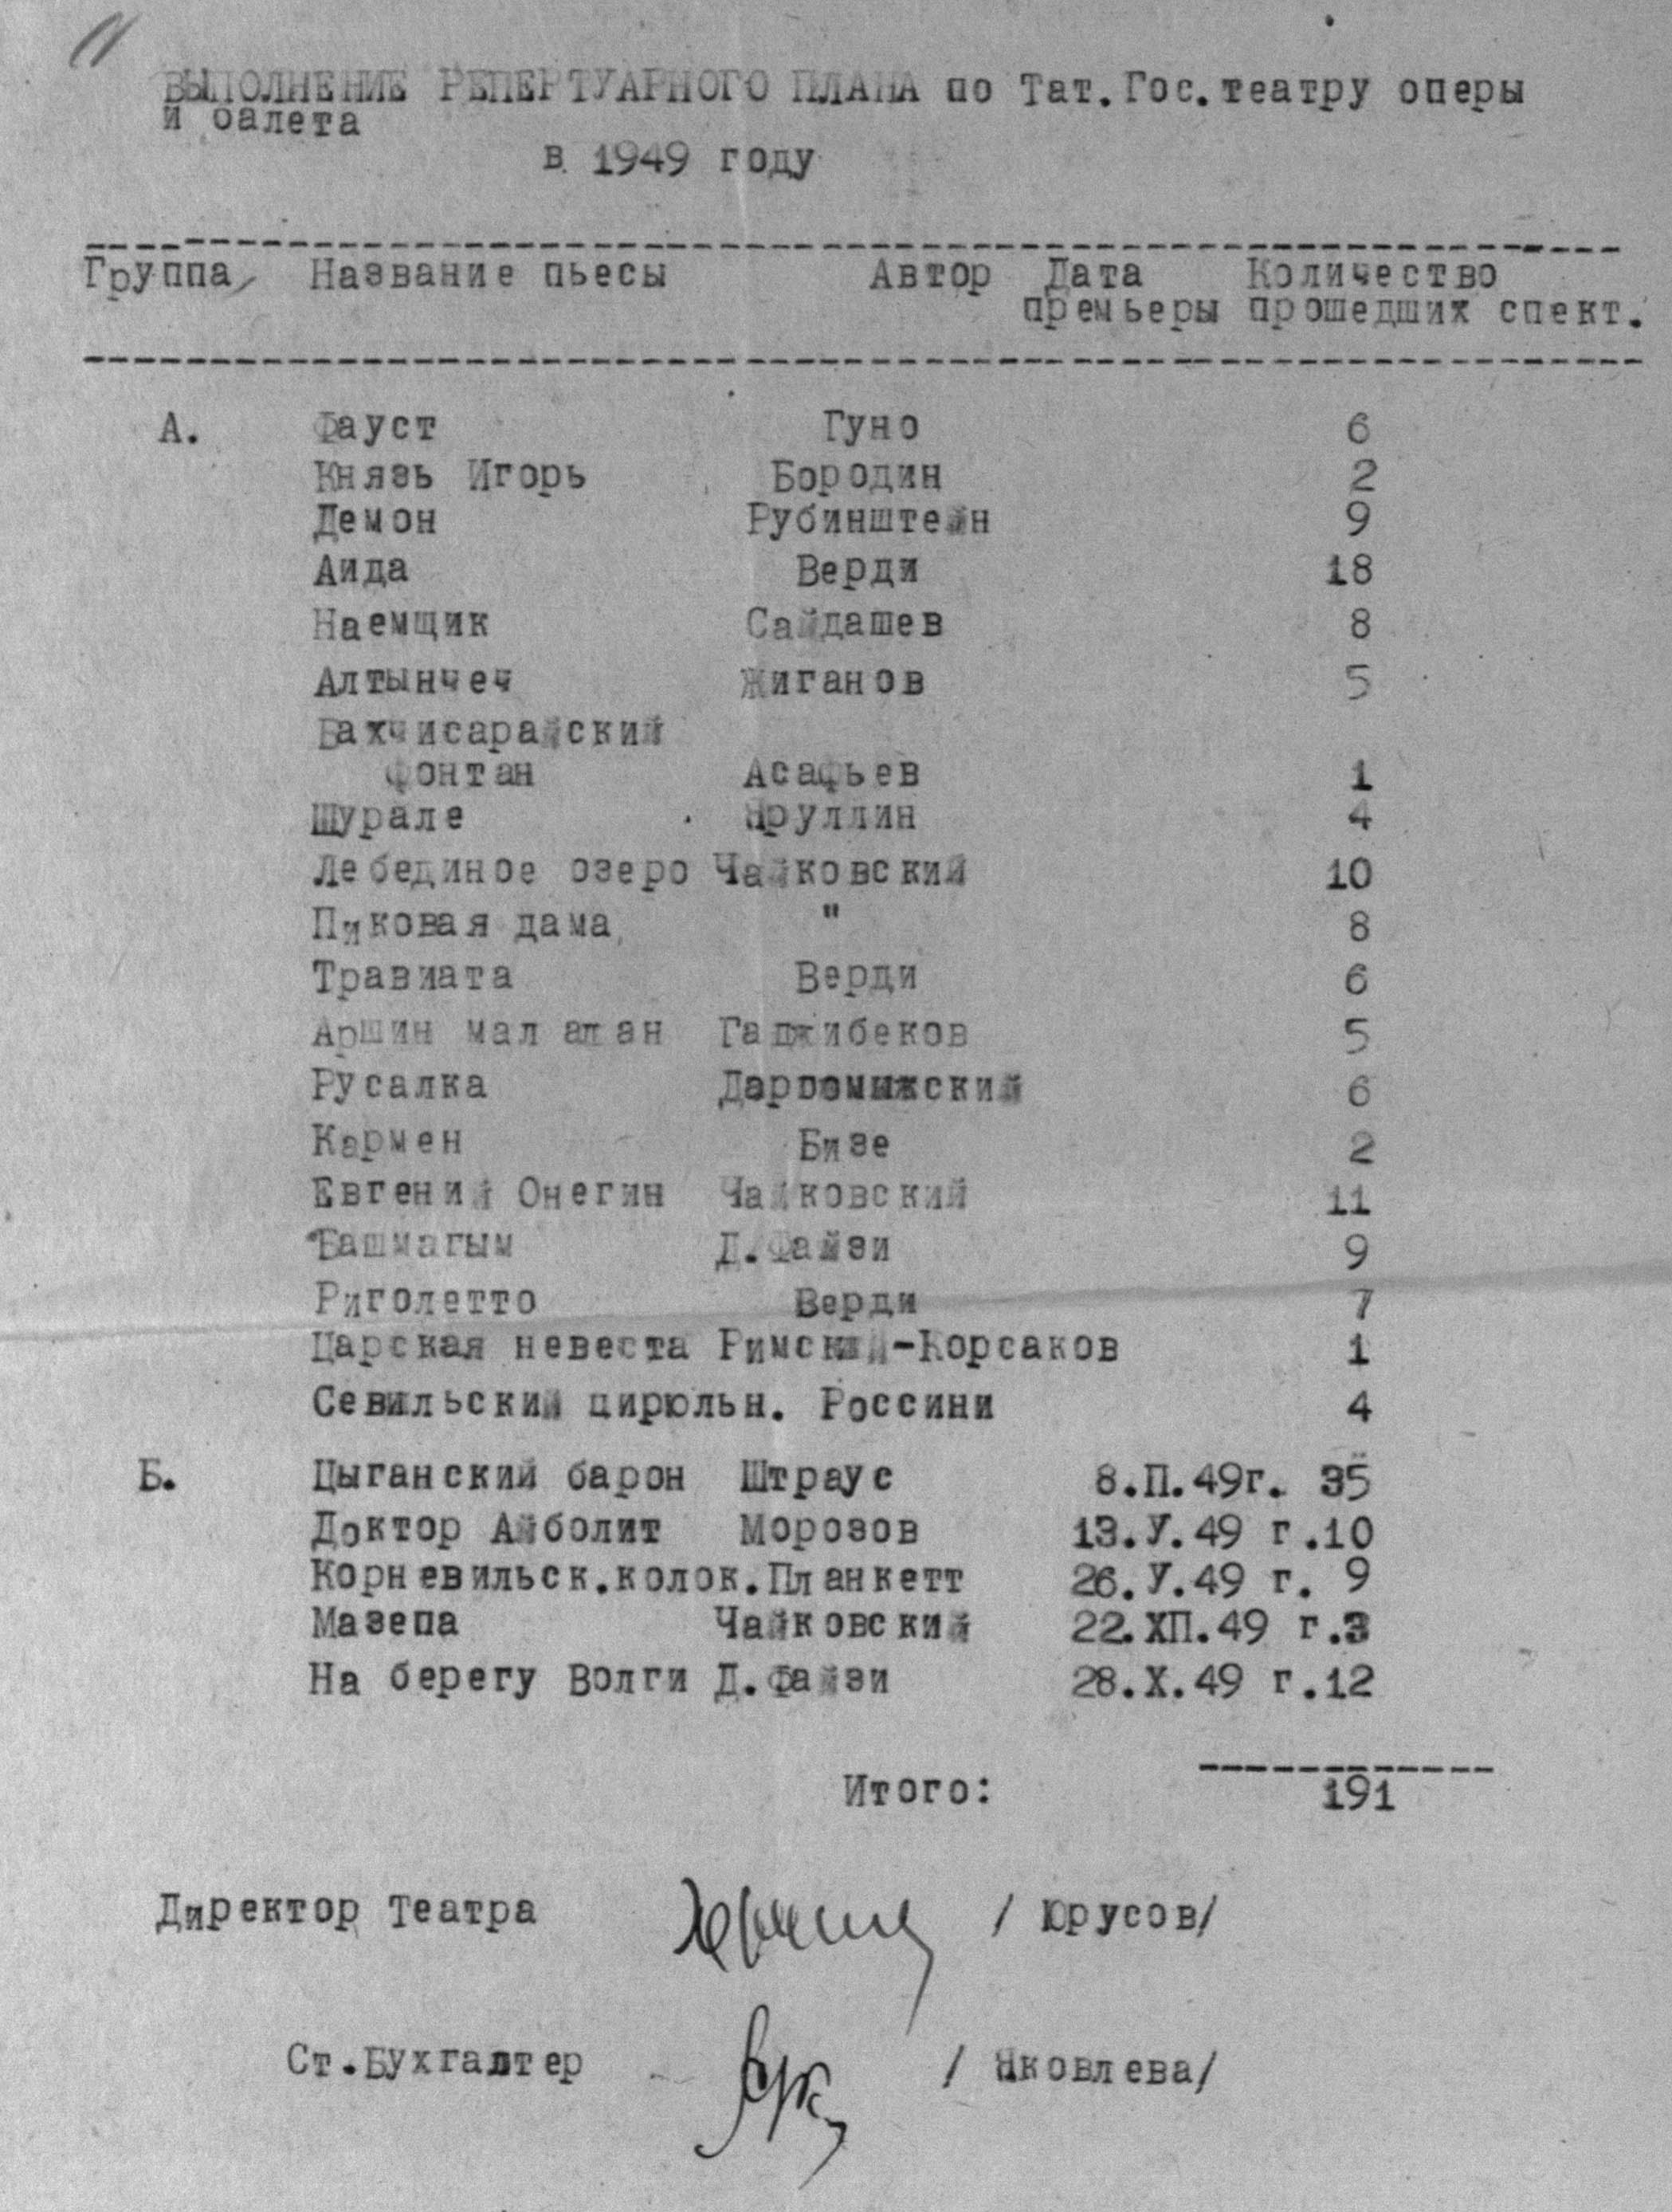 ВЫПОЛНЕНИЕ РЕПЕРТУАРНОГО ПЛАНА по Тат.Гос.театру оперы
и балета
в 1949 году
Группа Название пьесы Автор Дата Количество
премьеры прошедших спект.
А. Фауст Гуно 6
Князь Игорь Бородин 2
Демон Рубинштейн 9
Аида Верди 18
Наемщик Сайдашев 8
Алтынчеч Жиганов 5
Бахчисарайский
фонтан Асафьев 1
Шурале Яруллин 4
Лебединое озеро Чайковский 10
Пиковая дама " 8
Травиата Верди 6
Аршин мал алан Гаджибеков 5
Русалка Даргомыжский 6
Кармен Бизе 2
Евгений Онегин Чайковский 11
Башмагым Д.Файзи 9
Риголетто Верди 7
Царская невеста Римский-Корсаков 1
Севильский цирюльн. Россини 4
Б. Цыганский барон Штраус 8.П.49г. 35
Доктор Айболит Морозов 13.У.49 г.10
Корневильск.колок.Планкетт 26.У.49 г. 9
Мазепа Чайковский 22.ХП.49 г.3
На берегу Волги Д.Файзи 28.Х.49 г.12
Итого: 191
Директор Театра / Юрусов/
Ст.Бухгалтер / Яковлева/